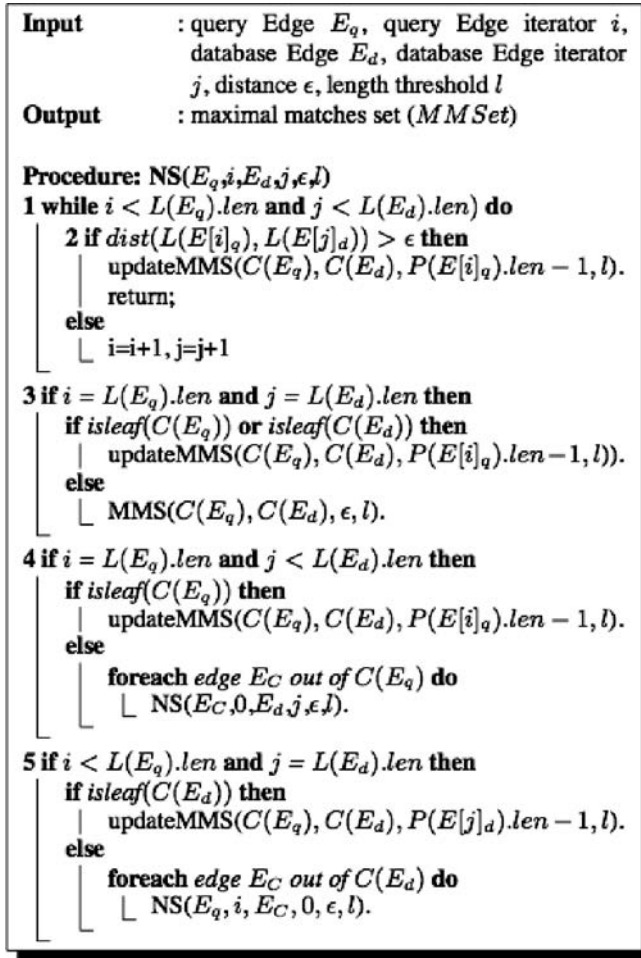 Input : query Edge E_q, query Edge iterator i,
database Edge E_d, database Edge iterator
j, distance ϵ, length threshold l
Output : maximal matches set (MMSet)
Procedure: NS(E_q,i,E_d,j,ϵ,l)
1 while i < L(E_q).len and j < L(E_d).len) do
2 if dist(L(E[i]_q), L(E[j]_d)) > ϵ then
updateMMS(C(E_q), C(E_d), P(E[i]_q).len − 1, l).
return;
else
i=i+1, j=j+1
3 if i = L(E_q).len and j = L(E_d).len then
if isleaf(C(E_q)) or isleaf(C(E_d)) then
updateMMS(C(E_q), C(E_d), P(E[i]_q).len−1, l)).
else
MMS(C(E_q), C(E_d), ϵ, l).
4 if i = L(E_q).len and j < L(E_d).len then
if isleaf(C(E_q)) then
updateMMS(C(E_q), C(E_d), P(E[i]_q).len − 1, l).
else
foreach edge E_C out of C(E_q) do
NS(E_C,0,E_d,j,ϵ,l).
5 if i < L(E_q).len and j = L(E_d).len then
if isleaf(C(E_d)) then
updateMMS(C(E_q), C(E_d), P(E[j]_d).len − 1, l).
else
foreach edge E_C out of C(E_d) do
NS(E_q, i, E_C, 0, ϵ, l).